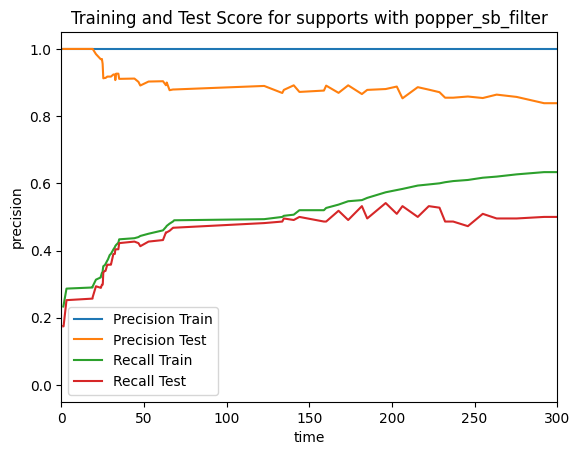 Training and Test Score for supports with popper_sb_filter
1.0
0.8
0.6
0.4
0.2
0.0
precision
Precision Train
Precision Test
Recall Train
Recall Test
0 50 100 150 200 250 300
time